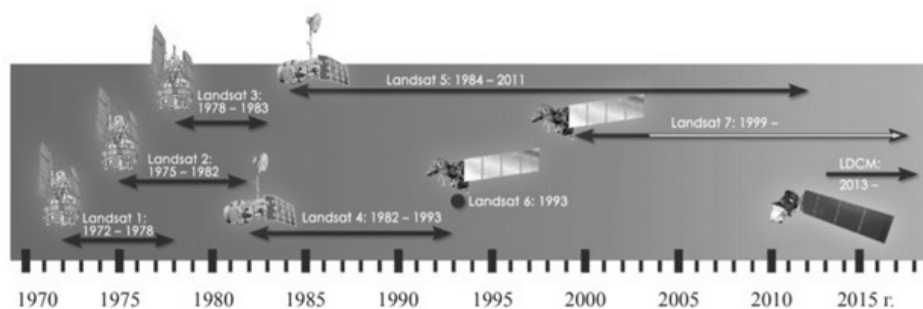 Landsat 5: 1984 – 2011
Landsat 3:
1978 – 1983
Landsat 7: 1999 –
Landsat 2:
1975 – 1982
LDCM:
2013 –
Landsat 6: 1993
Landsat 1:
1972 – 1978
Landsat 4: 1982 – 1993
1970 1975 1980 1985 1990 1995 2000 2005 2010 2015 г.